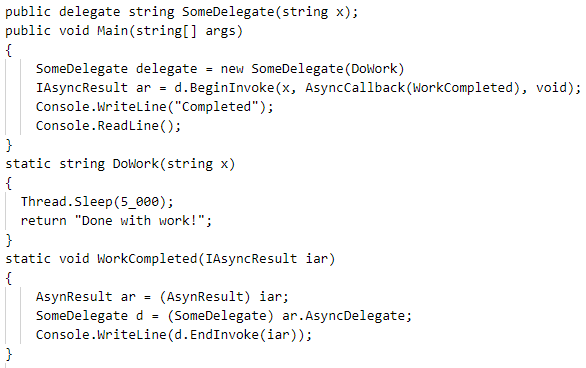 public delegate string SomeDelegate(string x);
public void Main(string[] args)
{
    SomeDelegate delegate = new SomeDelegate(DoWork)
    IAsyncResult ar = d.BeginInvoke(x, AsyncCallback(WorkCompleted), void);
    Console.WriteLine("Completed");
    Console.ReadLine();
}
static string DoWork(string x)
{
  Thread.Sleep(5_000);
  return "Done with work!";
}
static void WorkCompleted(IAsyncResult iar)
{
    AsynResult ar = (AsynResult) iar;
    SomeDelegate d = (SomeDelegate) ar.AsyncDelegate;
    Console.WriteLine(d.EndInvoke(iar));
}